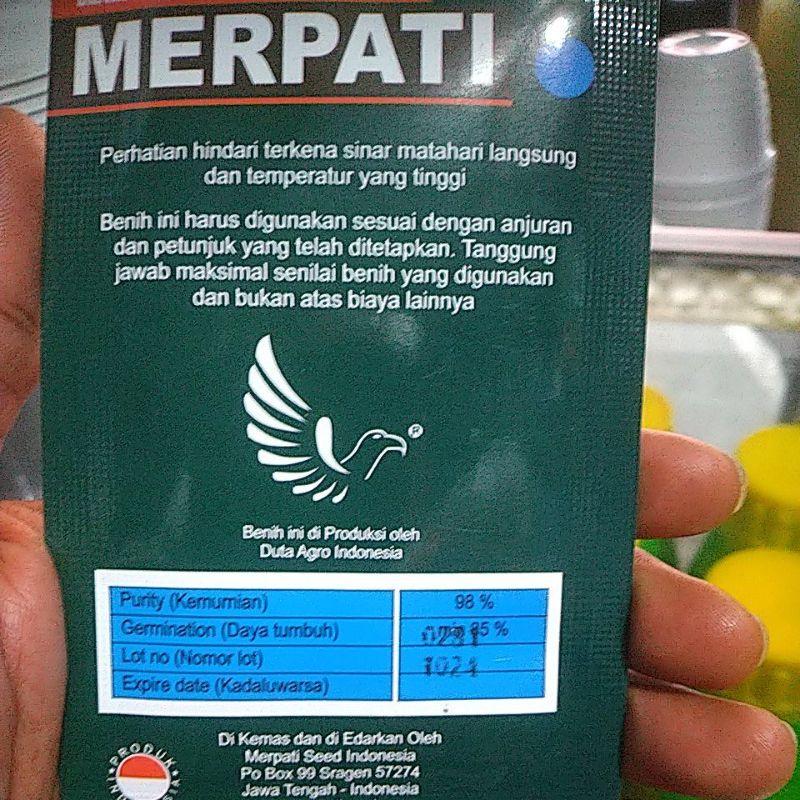 MERPATI
Perhatian hindari terkena sinar matahari langsung
dan temperatur yang tinggi
Benih ini harus digunakan sesuai dengan anjuran
dan petunjuk yang telah ditetapkan. Tanggung
jawab maksimal senilai benih yang digunakan
dan bukan atas biaya lainnya
®
Benih ini di Produksi oleh
Duta Agro Indonesia
Purity (Kemurnian) 98 %
Germination (Daya tumbuh) 85 %
Lot no (Nomor lot)
Expire date (Kadaluwarsa)
1024
Di Kemas dan di Edarkan Oleh
Merpati Seed Indonesia
Po Box 99 Sragen 57274
Jawa Tengah - Indonesia
PRODUK